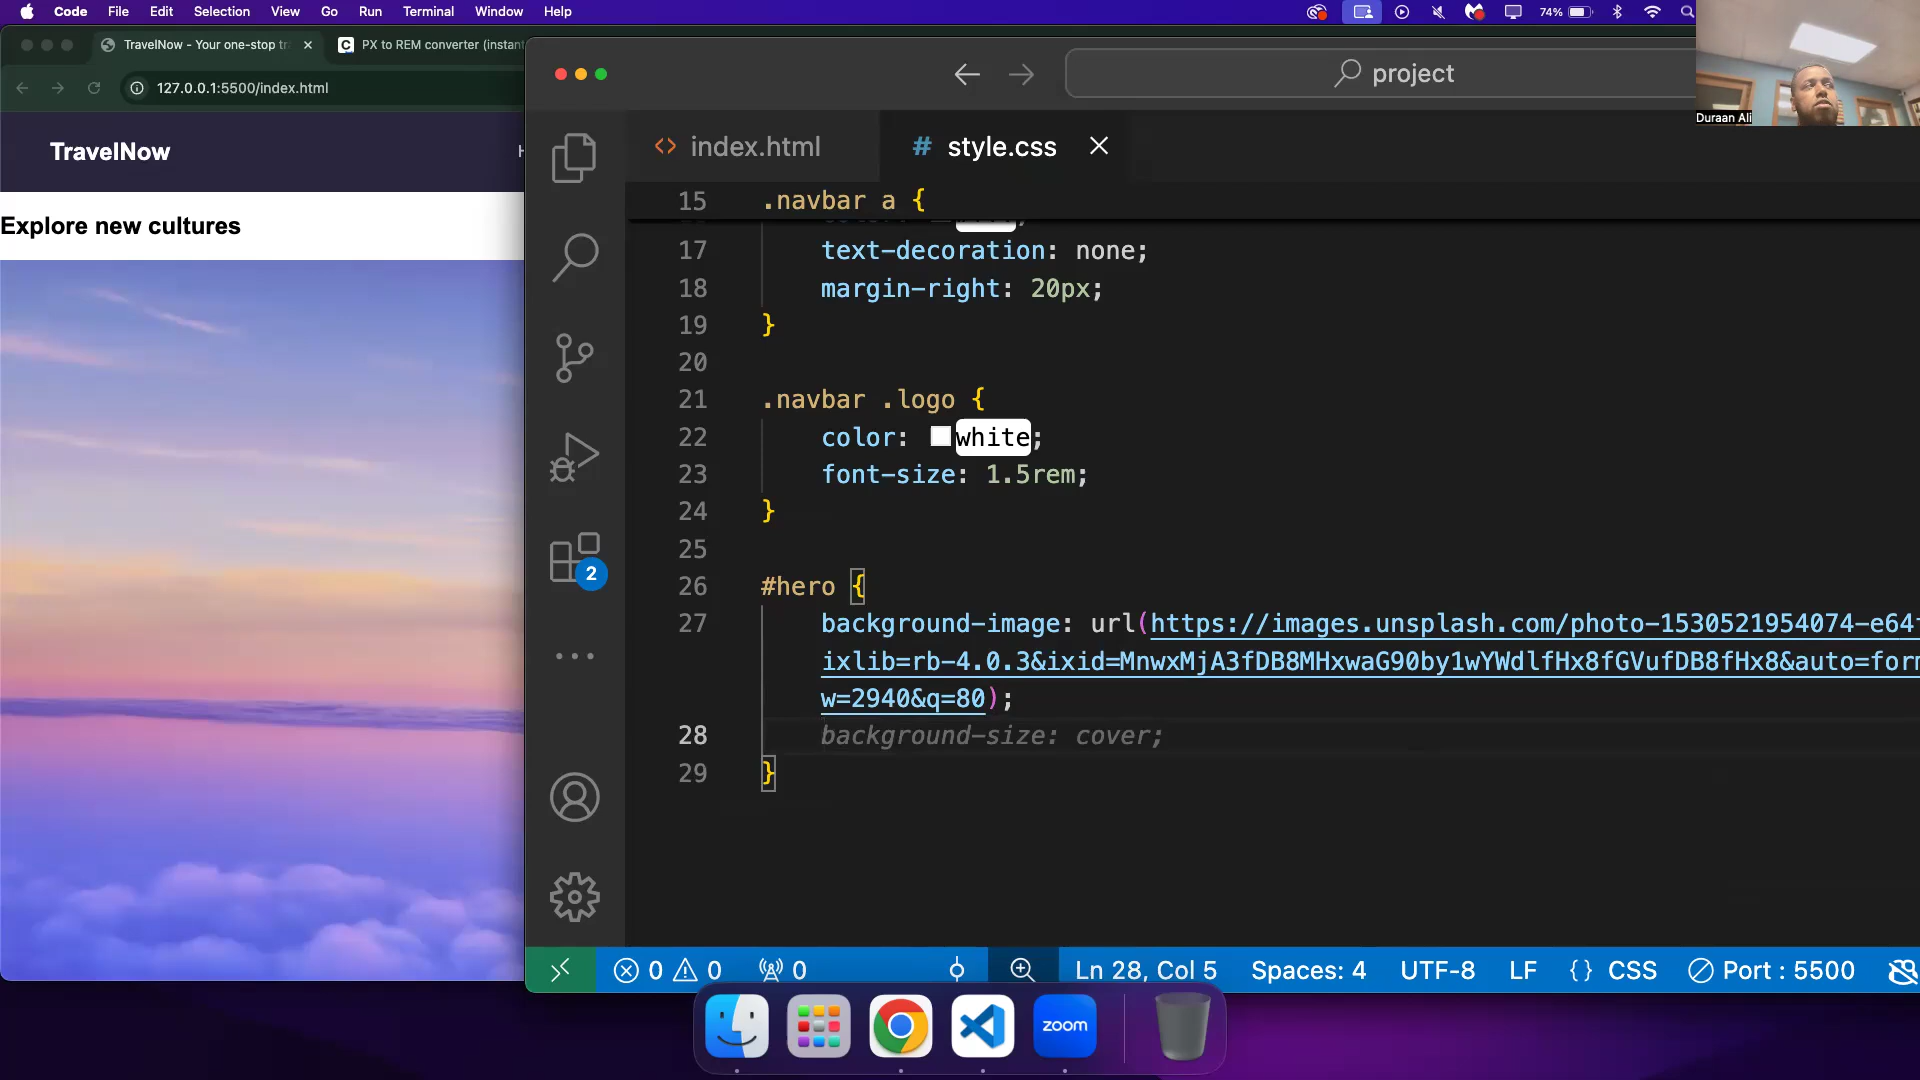 Code File Edit Selection View Go Run Terminal Window Help
74%
TravelNow - Your one-stop tr
PX to REM converter (instant
127.0.0.1:5500/index.html
project
Duraan Ali
TravelNow
Explore new cultures
index.html
# style.css
15 .navbar a {
17 text-decoration: none;
18 margin-right: 20px;
19 }
20
21 .navbar .logo {
22 color: white;
23 font-size: 1.5rem;
24 }
25
26 #hero {
27 background-image: url(https://images.unsplash.com/photo-1530521954074-e64f
ixlib=rb-4.0.3&ixid=MnwxMjA3fDB8MHxwaG90by1wYWdlfHx8fGVufDB8fHx8&auto=form
w=2940&q=80);
28 background-size: cover;
29 }
2
0 0 0 Ln 28, Col 5 Spaces: 4 UTF-8 LF {} CSS Port : 5500
zoom